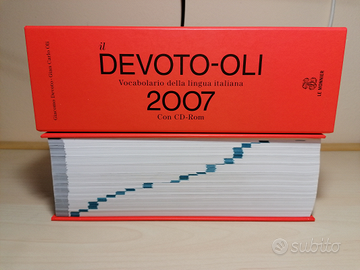 il
DEVOTO-OLI
Vocabolario della lingua italiana
2007
Con CD-Rom
Giacomo Devoto - Gian Carlo Oli
LE MONNIER
subito.it